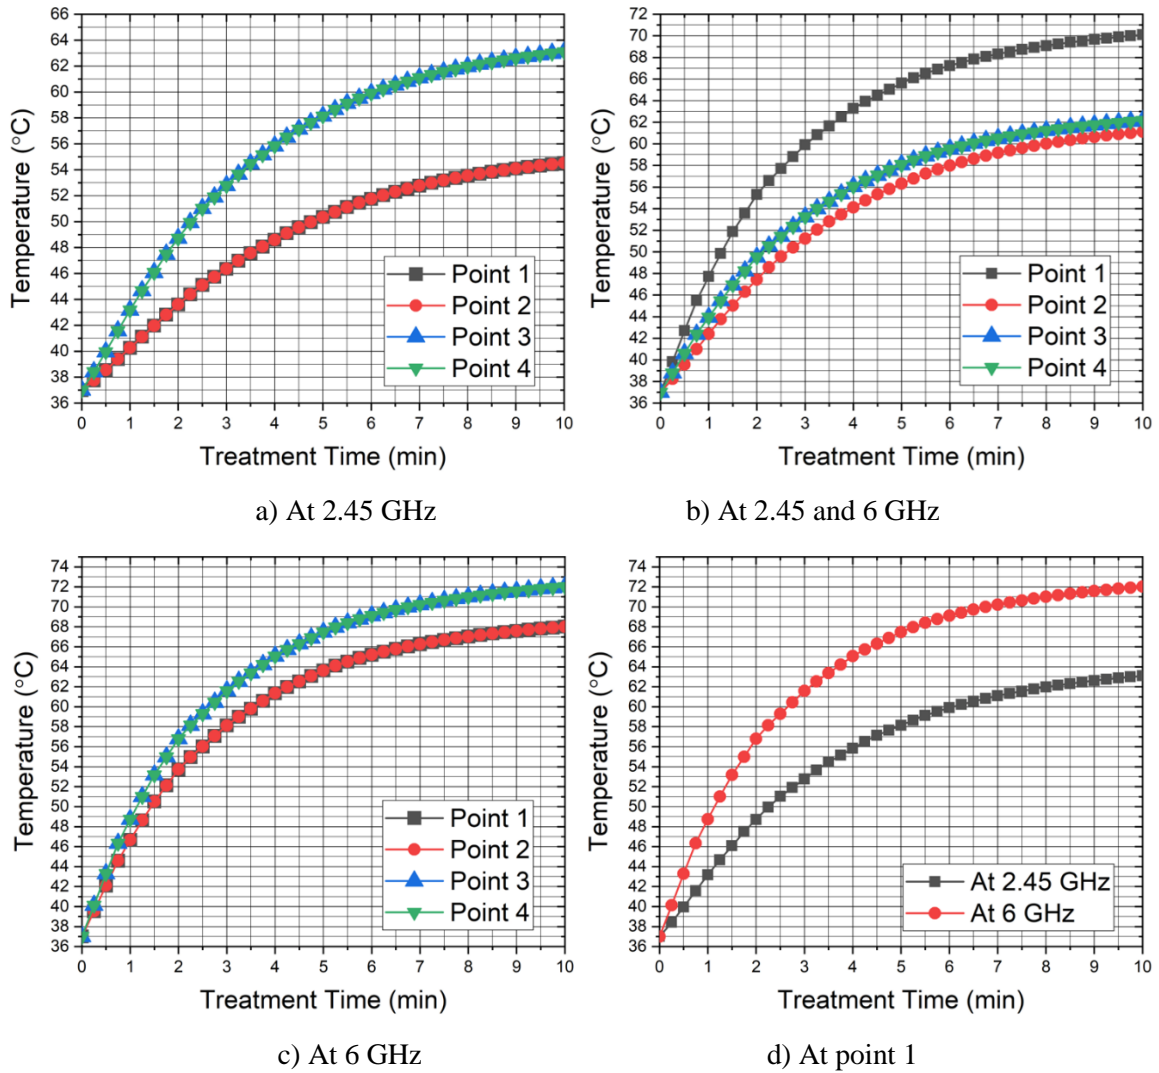 66
64
62
60
58
56
54
52
50
48
46
44
42
40
38
36
Temperature (°C)
Point 1
Point 2
Point 3
Point 4
0 1 2 3 4 5 6 7 8 9 10
Treatment Time (min)
a) At 2.45 GHz
72
70
68
66
64
62
60
58
56
54
52
50
48
46
44
42
40
38
36
Temperature (°C)
Point 1
Point 2
Point 3
Point 4
0 1 2 3 4 5 6 7 8 9 10
Treatment Time (min)
b) At 2.45 and 6 GHz
74
72
70
68
66
64
62
60
58
56
54
52
50
48
46
44
42
40
38
36
Temperature (°C)
Point 1
Point 2
Point 3
Point 4
0 1 2 3 4 5 6 7 8 9 10
Treatment Time (min)
c) At 6 GHz
74
72
70
68
66
64
62
60
58
56
54
52
50
48
46
44
42
40
38
36
Temperature (°C)
At 2.45 GHz
At 6 GHz
0 1 2 3 4 5 6 7 8 9 10
Treatment Time (min)
d) At point 1